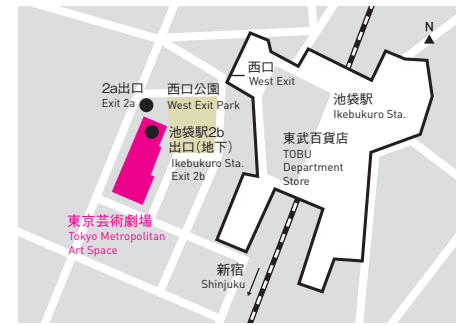 N
西口
West Exit
2a出口
Exit 2a
西口公園
West Exit Park
池袋駅
Ikebukuro Sta.
池袋駅2b
出口(地下)
Ikebukuro Sta.
Exit 2b
東武百貨店
TOBU
Department
Store
東京芸術劇場
Tokyo Metropolitan
Art Space
新宿
Shinjuku